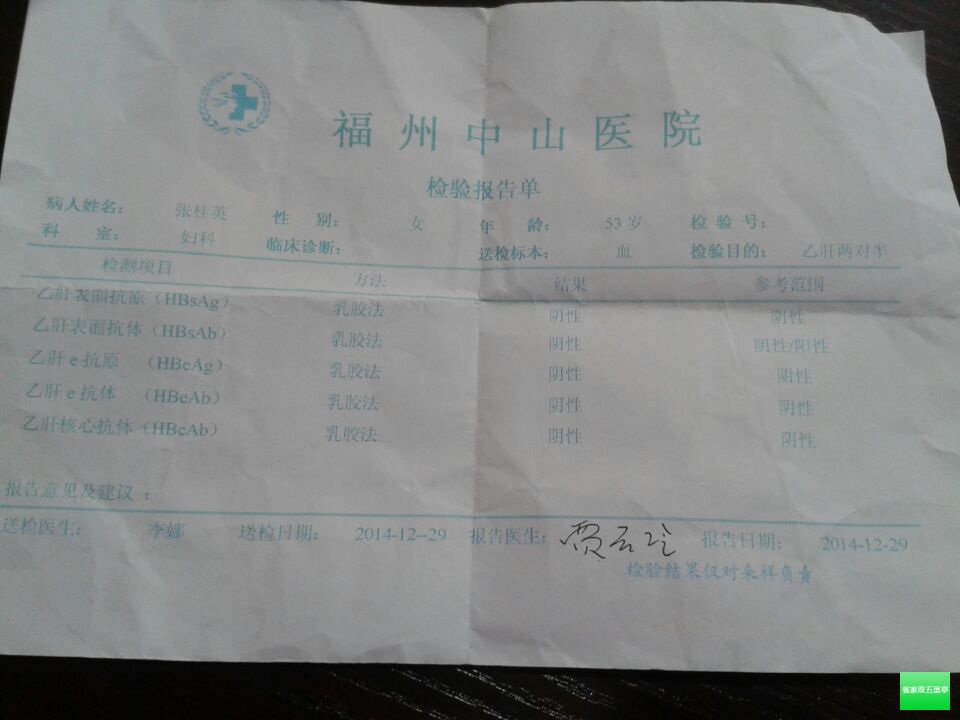 福州中山医院
检验报告单
病人姓名： 张桂英 性 别： 女 年 龄： 53岁 检 验 号：
科 室： 妇科 临床诊断： 送检标本： 血 检验目的： 乙肝两对半
检测项目 方法 结果 参考范围
乙肝表面抗原（HBsAg） 乳胶法 阴性 阴性
乙肝表面抗体（HBsAb） 乳胶法 阴性 阴性/阳性
乙肝e抗原 （HBeAg） 乳胶法 阴性 阴性
乙肝e抗体 （HBeAb） 乳胶法 阴性 阴性
乙肝核心抗体（HBcAb） 乳胶法 阴性 阴性
报告意见及建议：
送检医生： 李娜 送检日期： 2014-12--29 报告医生： 贾 报告日期： 2014-12-29
检验结果仅对来样负责
省家政五里亭